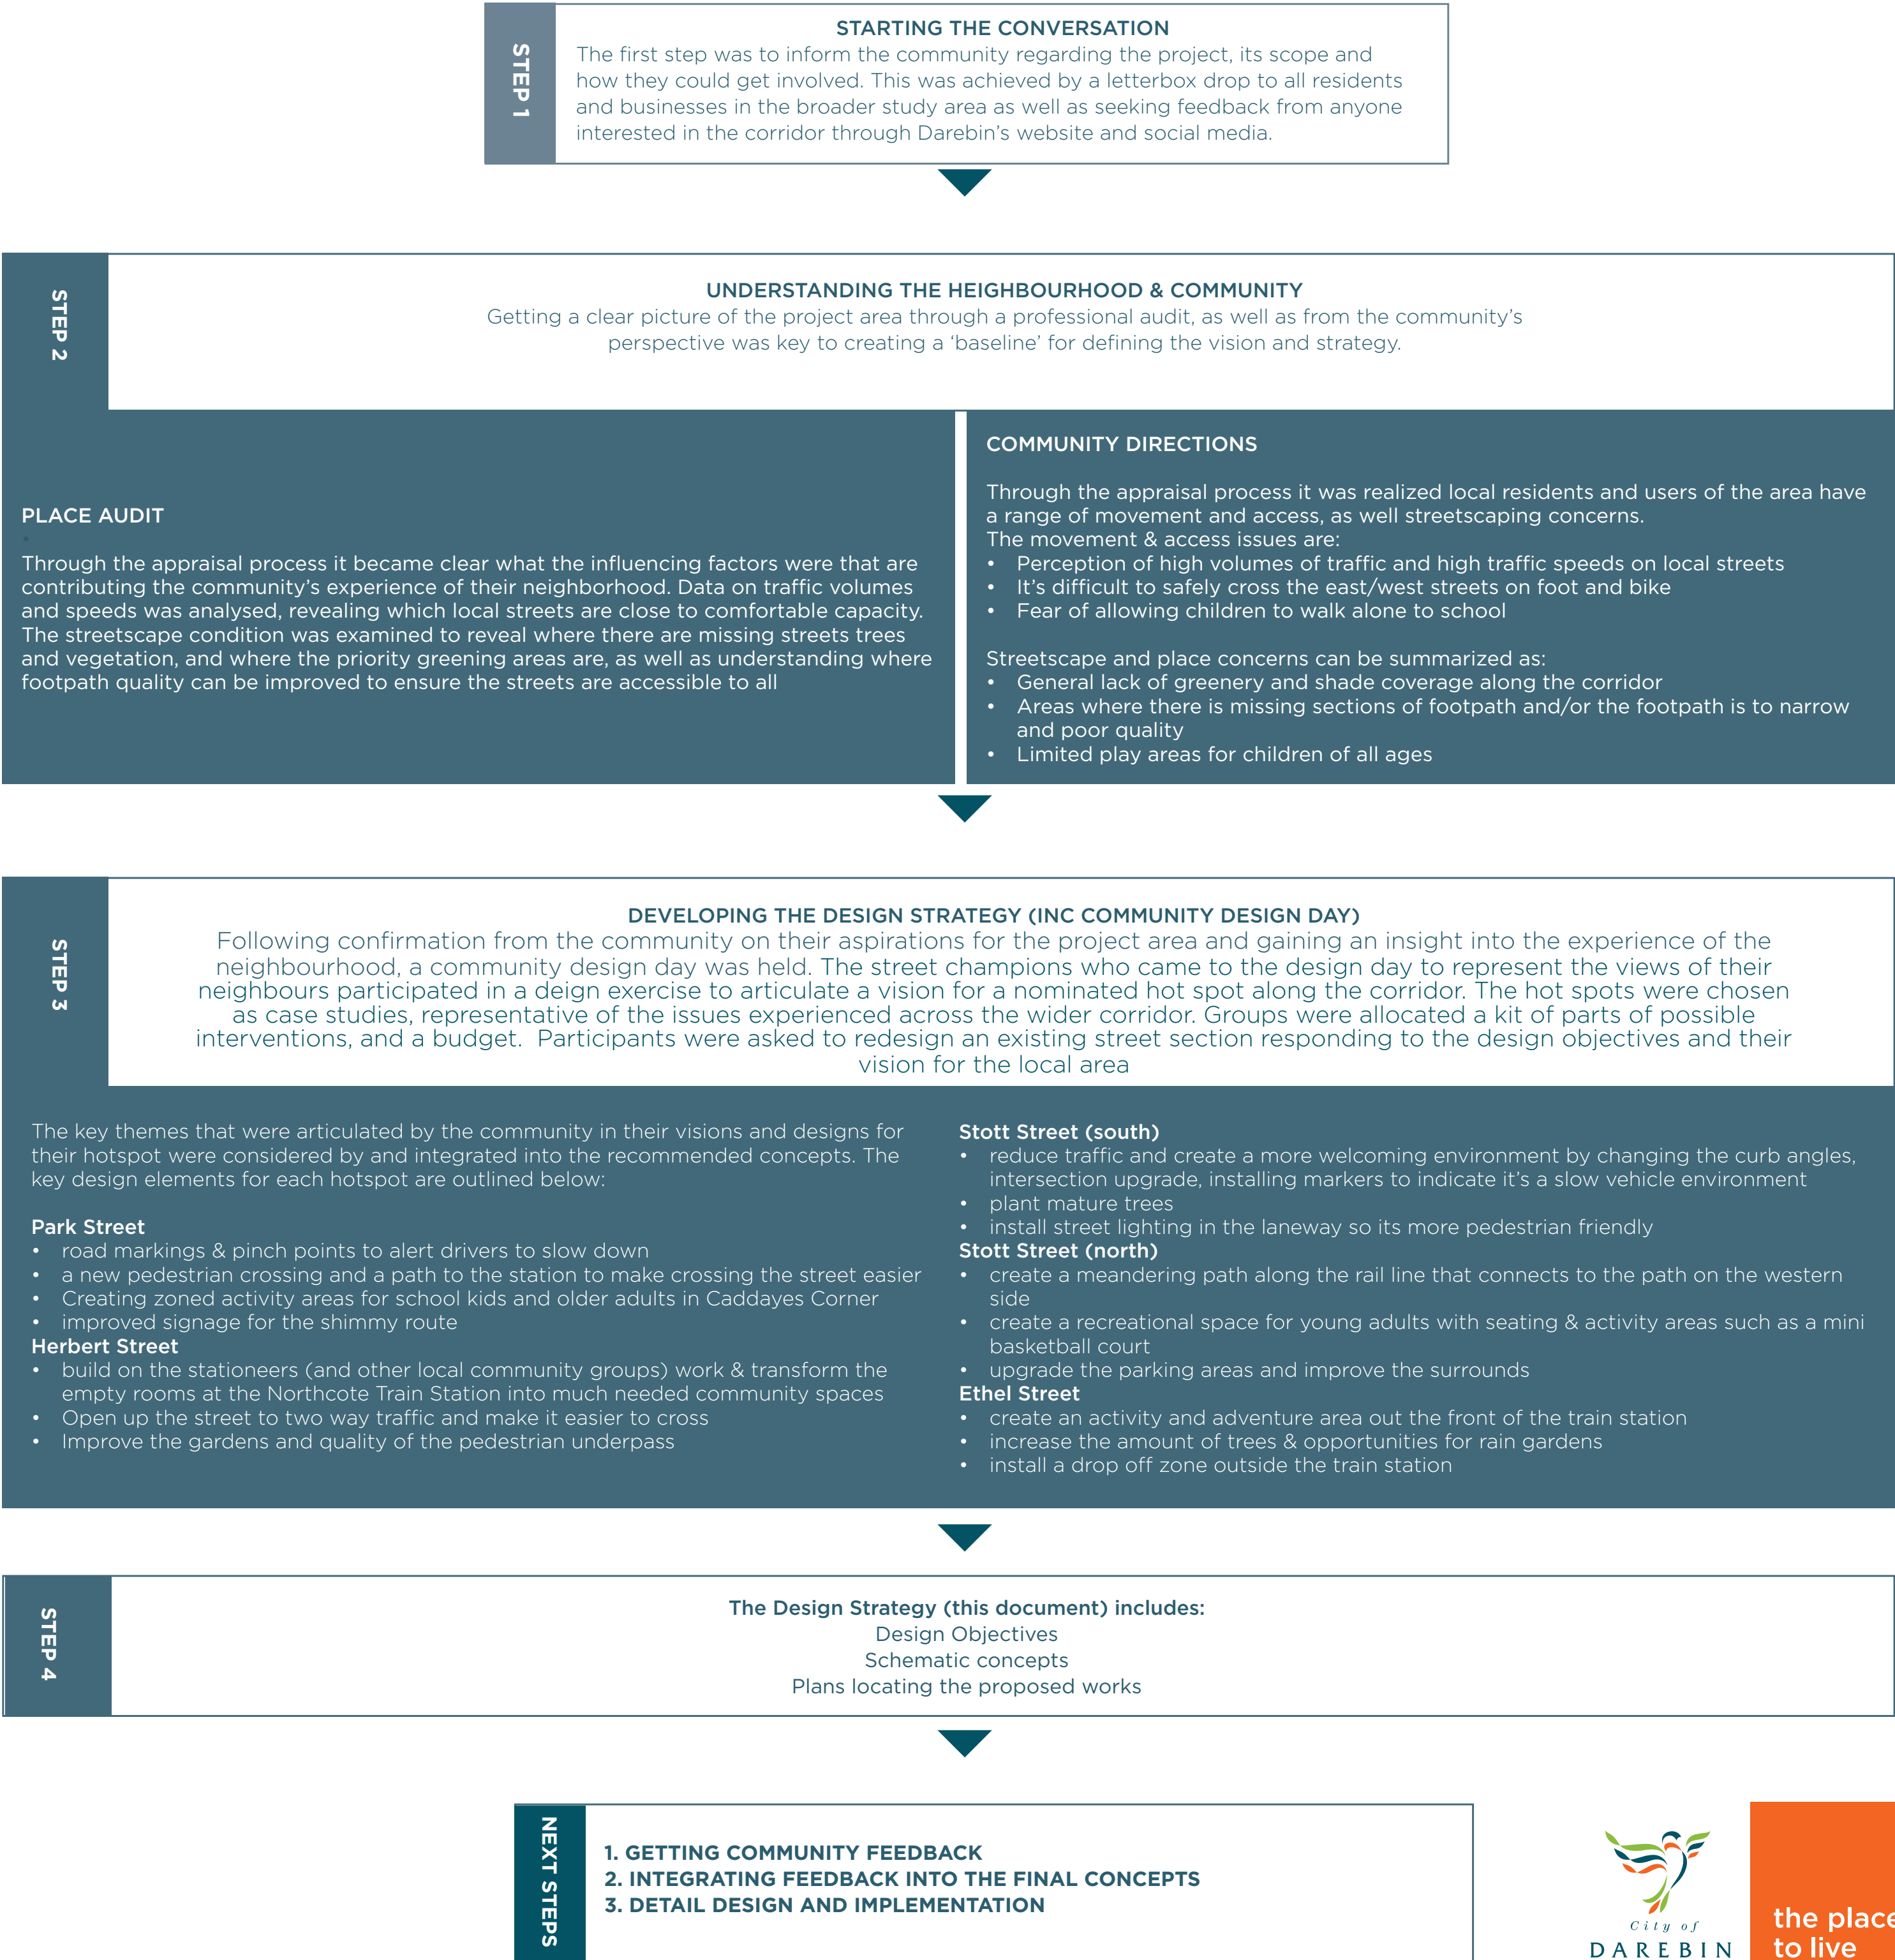 STEP 1
STARTING THE CONVERSATION
The first step was to inform the community regarding the project, its scope and
how they could get involved. This was achieved by a letterbox drop to all residents
and businesses in the broader study area as well as seeking feedback from anyone
interested in the corridor through Darebin's website and social media.
STEP 2
UNDERSTANDING THE HEIGHBOURHOOD & COMMUNITY
Getting a clear picture of the project area through a professional audit, as well as from the community's
perspective was key to creating a 'baseline' for defining the vision and strategy.
PLACE AUDIT
Through the appraisal process it became clear what the influencing factors were that are
contributing the community's experience of their neighborhood. Data on traffic volumes
and speeds was analysed, revealing which local streets are close to comfortable capacity.
The streetscape condition was examined to reveal where there are missing streets trees
and vegetation, and where the priority greening areas are, as well as understanding where
footpath quality can be improved to ensure the streets are accessible to all
COMMUNITY DIRECTIONS
Through the appraisal process it was realized local residents and users of the area have
a range of movement and access, as well streetscaping concerns.
The movement & access issues are:
• Perception of high volumes of traffic and high traffic speeds on local streets
• It's difficult to safely cross the east/west streets on foot and bike
• Fear of allowing children to walk alone to school
Streetscape and place concerns can be summarized as:
• General lack of greenery and shade coverage along the corridor
• Areas where there is missing sections of footpath and/or the footpath is to narrow
and poor quality
• Limited play areas for children of all ages
STEP 3
DEVELOPING THE DESIGN STRATEGY (INC COMMUNITY DESIGN DAY)
Following confirmation from the community on their aspirations for the project area and gaining an insight into the experience of the
neighbourhood, a community design day was held. The street champions who came to the design day to represent the views of their
neighbours participated in a deign exercise to articulate a vision for a nominated hot spot along the corridor. The hot spots were chosen
as case studies, representative of the issues experienced across the wider corridor. Groups were allocated a kit of parts of possible
interventions, and a budget.  Participants were asked to redesign an existing street section responding to the design objectives and their
vision for the local area
The key themes that were articulated by the community in their visions and designs for
their hotspot were considered by and integrated into the recommended concepts. The
key design elements for each hotspot are outlined below:
Park Street
• road markings & pinch points to alert drivers to slow down
• a new pedestrian crossing and a path to the station to make crossing the street easier
• Creating zoned activity areas for school kids and older adults in Caddayes Corner
• improved signage for the shimmy route
Herbert Street
• build on the stationeers (and other local community groups) work & transform the
empty rooms at the Northcote Train Station into much needed community spaces
• Open up the street to two way traffic and make it easier to cross
• Improve the gardens and quality of the pedestrian underpass
Stott Street (south)
• reduce traffic and create a more welcoming environment by changing the curb angles,
intersection upgrade, installing markers to indicate it's a slow vehicle environment
• plant mature trees
• install street lighting in the laneway so its more pedestrian friendly
Stott Street (north)
• create a meandering path along the rail line that connects to the path on the western
side
• create a recreational space for young adults with seating & activity areas such as a mini
basketball court
• upgrade the parking areas and improve the surrounds
Ethel Street
• create an activity and adventure area out the front of the train station
• increase the amount of trees & opportunities for rain gardens
• install a drop off zone outside the train station
STEP 4
The Design Strategy (this document) includes:
Design Objectives
Schematic concepts
Plans locating the proposed works
NEXT STEPS
1. GETTING COMMUNITY FEEDBACK
2. INTEGRATING FEEDBACK INTO THE FINAL CONCEPTS
3. DETAIL DESIGN AND IMPLEMENTATION
City of
DAREBIN
the place
to live